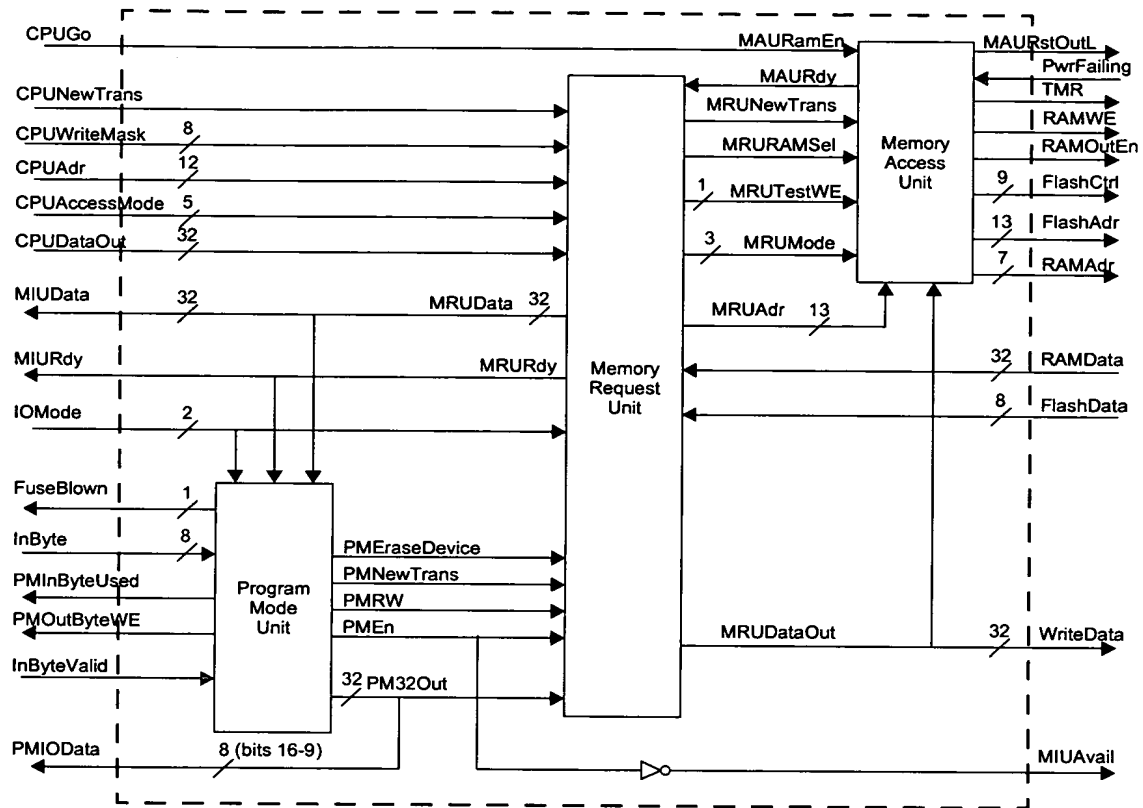 CPUGo
MAURamEn
MAURstOutL
PwrFailing
MAURdy
TMR
CPUNewTrans
MRUNewTrans
RAMWE
CPUWriteMask
8
MRURAMSel
RAMOutEn
Memory
Access
Unit
CPUAdr
12
1
MRUTestWE
9
FlashCtrl
CPUAccessMode
5
13
FlashAdr
CPUDataOut
32
3
MRUMode
7
RAMAdr
MIUData
32
MRUData
32
MRUAdr
13
MIURdy
MRURdy
Memory
Request
Unit
32
RAMData
IOMode
2
8
FlashData
FuseBlown
1
InByte
8
PMEraseDevice
PMInByteUsed
PMNewTrans
Program
Mode
Unit
PMRW
PMOutByteWE
PMEn
MRUDataOut
32
WriteData
InByteValid
32
PM32Out
PMIOData
8 (bits 16-9)
MIUAvail